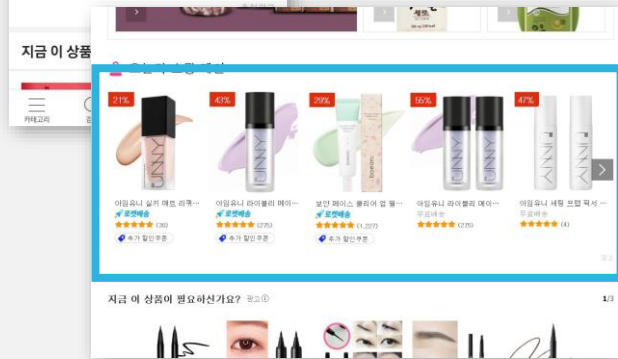 지금 이 상품
카테고리
21%
43%
29%
55%
47%
아임유니 실키 매트 리퀴…
아임유니 라이블리 메이…
보얀 페이스 클리어 업 월…
아임유니 라이블리 메이…
아임유니 세팅 프렙 픽서 …
로켓배송
로켓배송
로켓배송
무료배송
무료배송
(275)
(1,227)
(275)
(4)
추가 할인쿠폰
추가 할인쿠폰
추가 할인쿠폰
광고
지금 이 상품이 필요하신가요? 광고
1/3